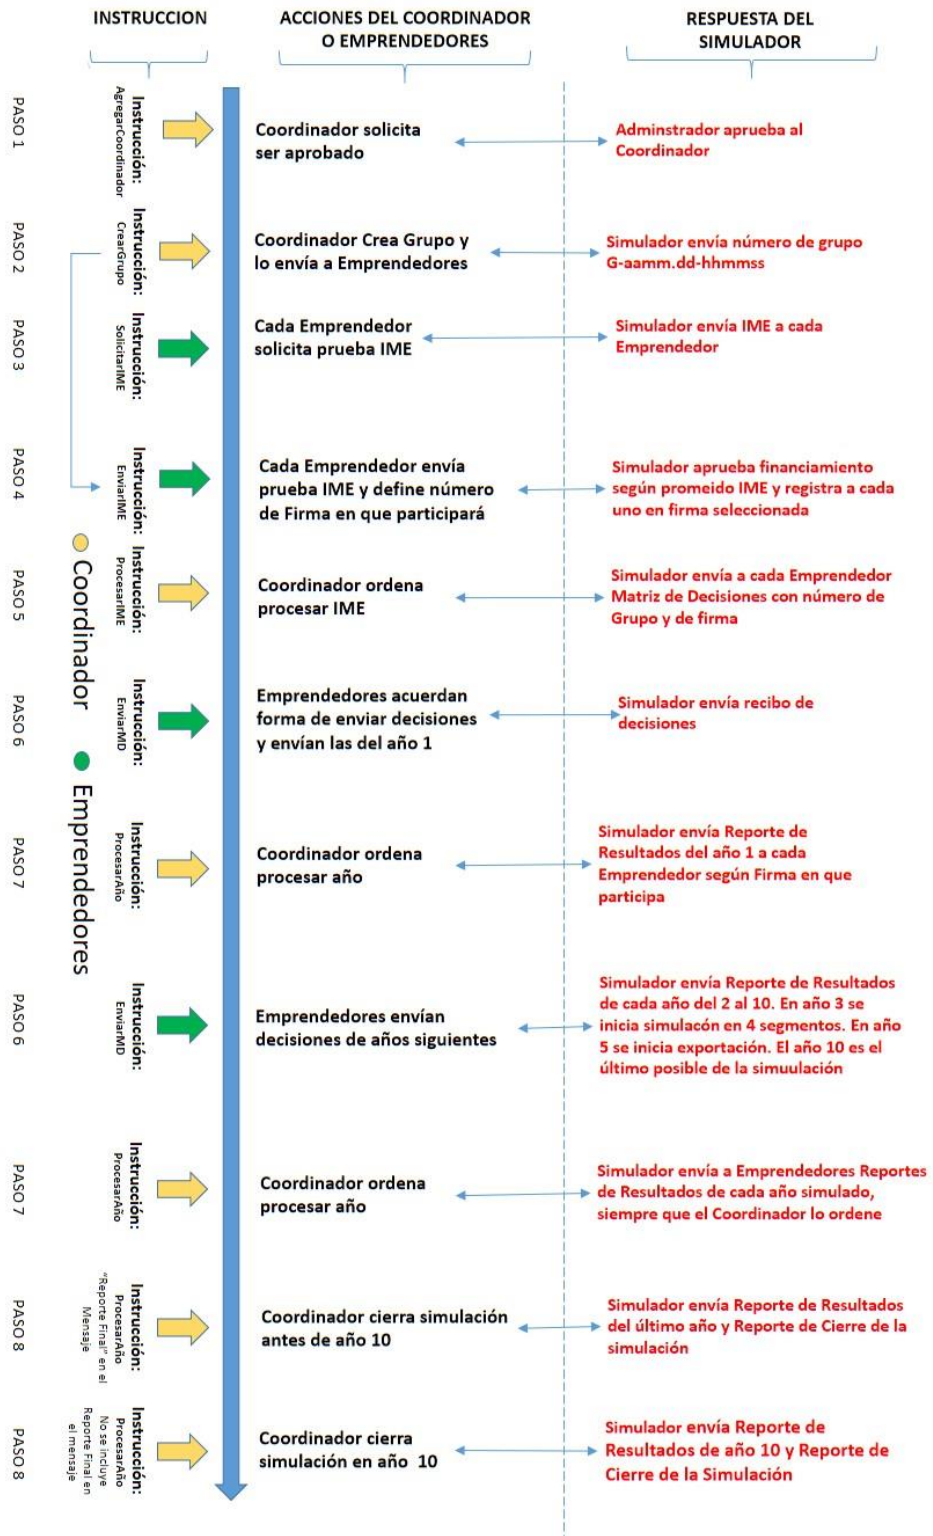 INSTRUCCION
ACCIONES DEL COORDINADOR
O EMPRENDEDORES
RESPUESTA DEL
SIMULADOR
PASO 1
Instrucción:
AgregarCoordinador
Coordinador solicita
ser aprobado
Adminstrador aprueba al
Coordinador
PASO 2
Instrucción:
CrearGrupo
Coordinador Crea Grupo y
lo envía a Emprendedores
Simulador envía número de grupo
G-aamm.dd-hhmmss
PASO 3
Instrucción:
SolicitarIME
Cada Emprendedor
solicita prueba IME
Simulador envía IME a cada
Emprendedor
PASO 4
Instrucción:
EnviarIME
Cada Emprendedor envía
prueba IME y define número
de Firma en que participará
Simulador aprueba financiamiento
según promeido IME y registra a cada
uno en firma seleccionada
PASO 5
Instrucción:
ProcesarIME
Coordinador ordena
procesar IME
Simulador envía a cada Emprendedor
Matriz de Decisiones con número de
Grupo y de firma
Coordinador
Emprendedores
PASO 6
Instrucción:
EnviarMD
Emprendedores acuerdan
forma de enviar decisiones
y envían las del año 1
Simulador envía recibo de
decisiones
PASO 7
Instrucción:
ProcesarAño
Coordinador ordena
procesar año
Simulador envía Reporte de
Resultados del año 1 a cada
Emprendedor según Firma en que
participa
PASO 6
Instrucción:
EnviarMD
Emprendedores envían
decisiones de años siguientes
Simulador envía Reporte de Resultados
de cada año del 2 al 10. En año 3 se
inicia simulacón en 4 segmentos. En año
5 se inicia exportación. El año 10 es el
último posible de la simuulación
PASO 7
Instrucción:
ProcesarAño
Coordinador ordena
procesar año
Simulador envía a Emprendedores Reportes
de Resultados de cada año simulado,
siempre que el Coordinador lo ordene
PASO 8
Instrucción:
ProcesarAño
"Reporte Final" en el
Mensaje
Coordinador cierra simulación
antes de año 10
Simulador envía Reporte de Resultados
del último año y Reporte de Cierre de la
simulación
PASO 8
Instrucción:
ProcesarAño
No se incluye
Reporte Final en
el mensaje
Coordinador cierra
simulación en año 10
Simulador envía Reporte de
Resultados de año 10 y Reporte de
Cierre de la Simulación